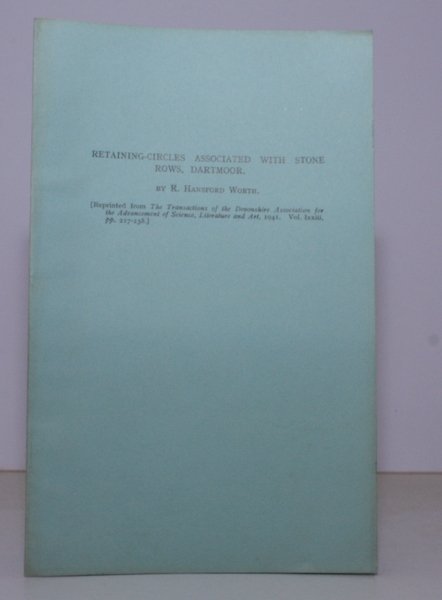 RETAINING-CIRCLES ASSOCIATED WITH STONE
ROWS, DARTMOOR.
BY R. HANSFORD WORTH.
[Reprinted from The Transactions of the Devonshire Association for
the Advancement of Science, Literature and Art, 1941. Vol. lxxiii,
pp. 227-238.]